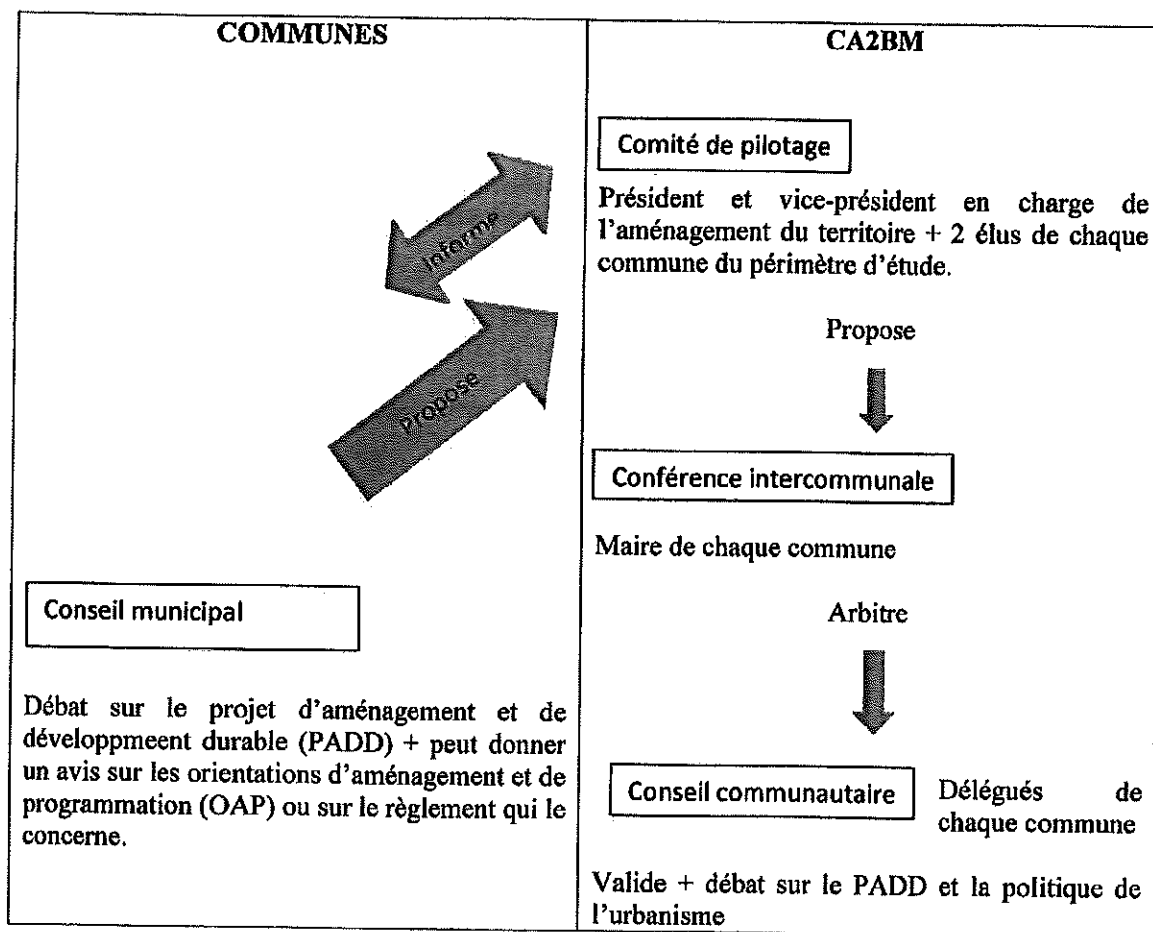 COMMUNES
Informe
Propose
Conseil municipal
Débat sur le projet d'aménagement et de
développmeent durable (PADD) + peut donner
un avis sur les orientations d'aménagement et de
programmation (OAP) ou sur le règlement qui le
concerne.
CA2BM
Comité de pilotage
Président et vice-président en charge de
l'aménagement du territoire + 2 élus de chaque
commune du périmètre d'étude.
Propose
Conférence intercommunale
Maire de chaque commune
Arbitre
Conseil communautaire
Délégués de
chaque commune
Valide + débat sur le PADD et la politique de
l'urbanisme